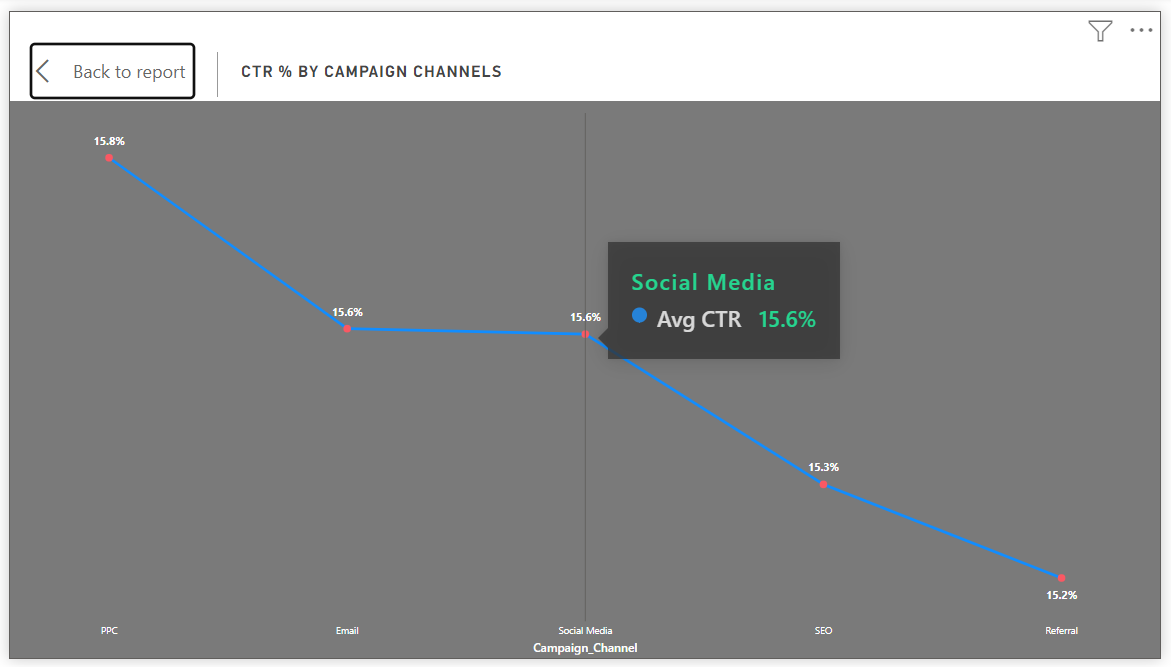 Back to report
CTR % BY CAMPAIGN CHANNELS
15.8%
15.6%
15.6%
Social Media
Avg CTR 15.6%
15.3%
15.2%
PPC
Email
Social Media
SEO
Referral
Campaign_Channel